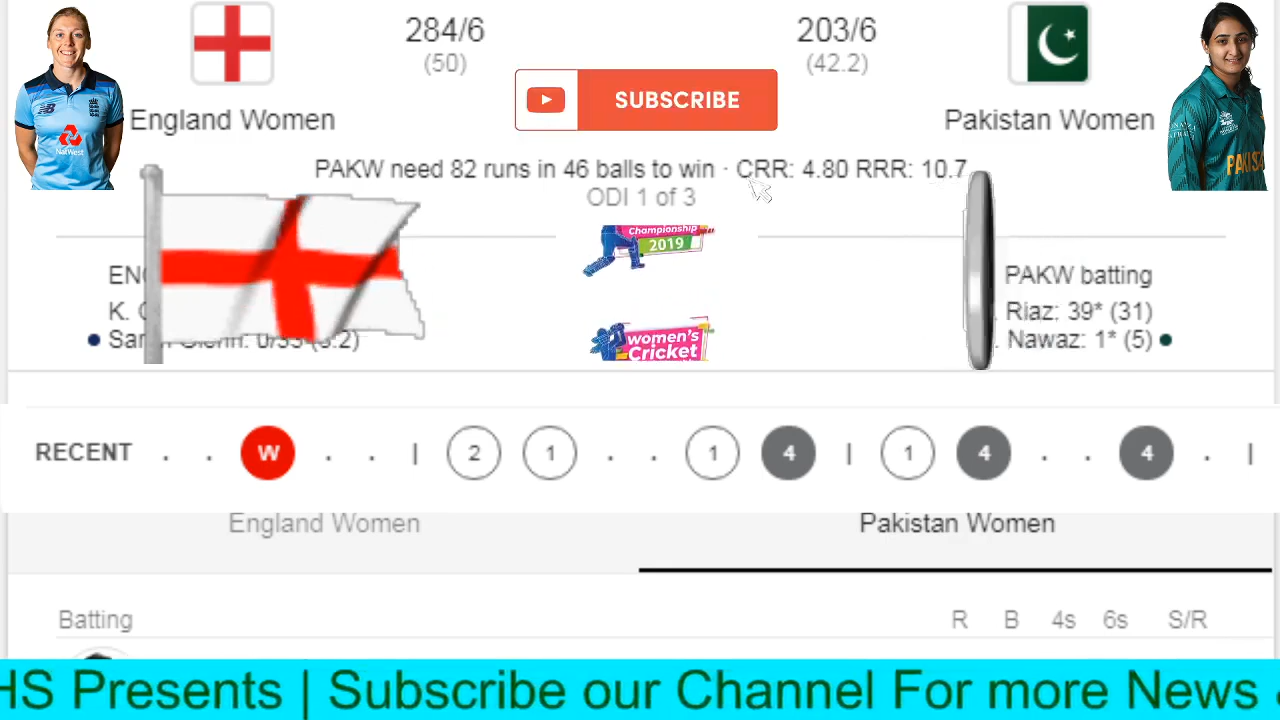 284/6
(50)
England Women
SUBSCRIBE
203/6
(42.2)
Pakistan Women
NatWest
PAKW need 82 runs in 46 balls to win · CRR: 4.80 RRR: 10.7
ODI 1 of 3
Championship
2019
women's
Cricket
K.
PAKW batting
Riaz: 39* (31)
Nawaz: 1* (5)
RECENT . . W . . | 2 1 . . 1 4 | 1 4 . . 4 . |
England Women
Pakistan Women
Batting R B 4s 6s S/R
HS Presents | Subscribe our Channel For more News